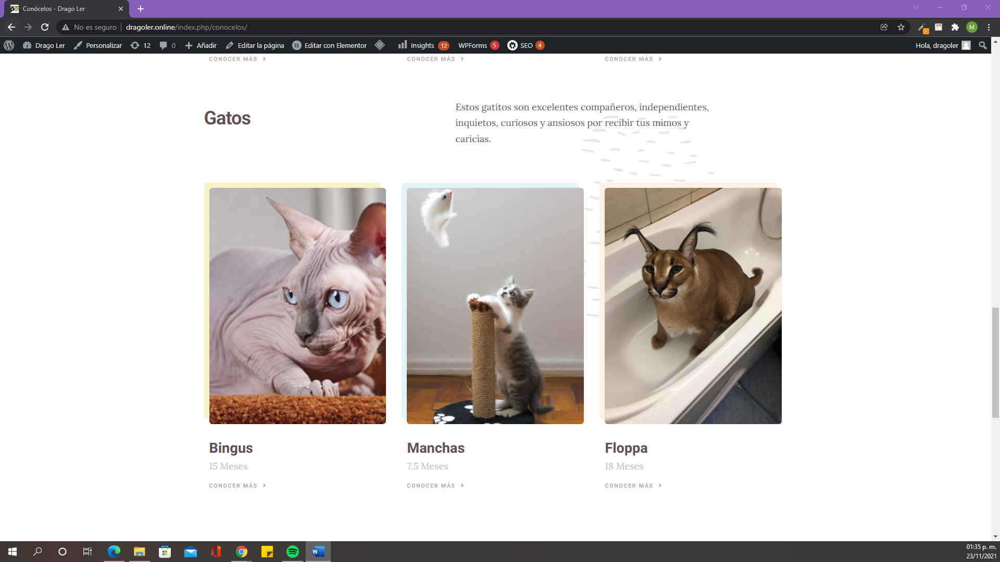 Conócelos - Drago Ler
No es seguro
dragoler.online/index.php/conocelos/
M
Drago Ler
Personalizar
12
0
Añadir
Editar la página
Editar con Elementor
Insights 12
WPForms 5
SEO 4
Hola, dragoler
CONOCER MÁS
CONOCER MÁS
CONOCER MÁS
Gatos
Estos gatitos son excelentes compañeros, independientes,
inquietos, curiosos y ansiosos por recibir tus mimos y
caricias.
Bingus
15 Meses
CONOCER MÁS
Manchas
7.5 Meses
CONOCER MÁS
Floppa
18 Meses
CONOCER MÁS
01:35 p. m.
23/11/2021